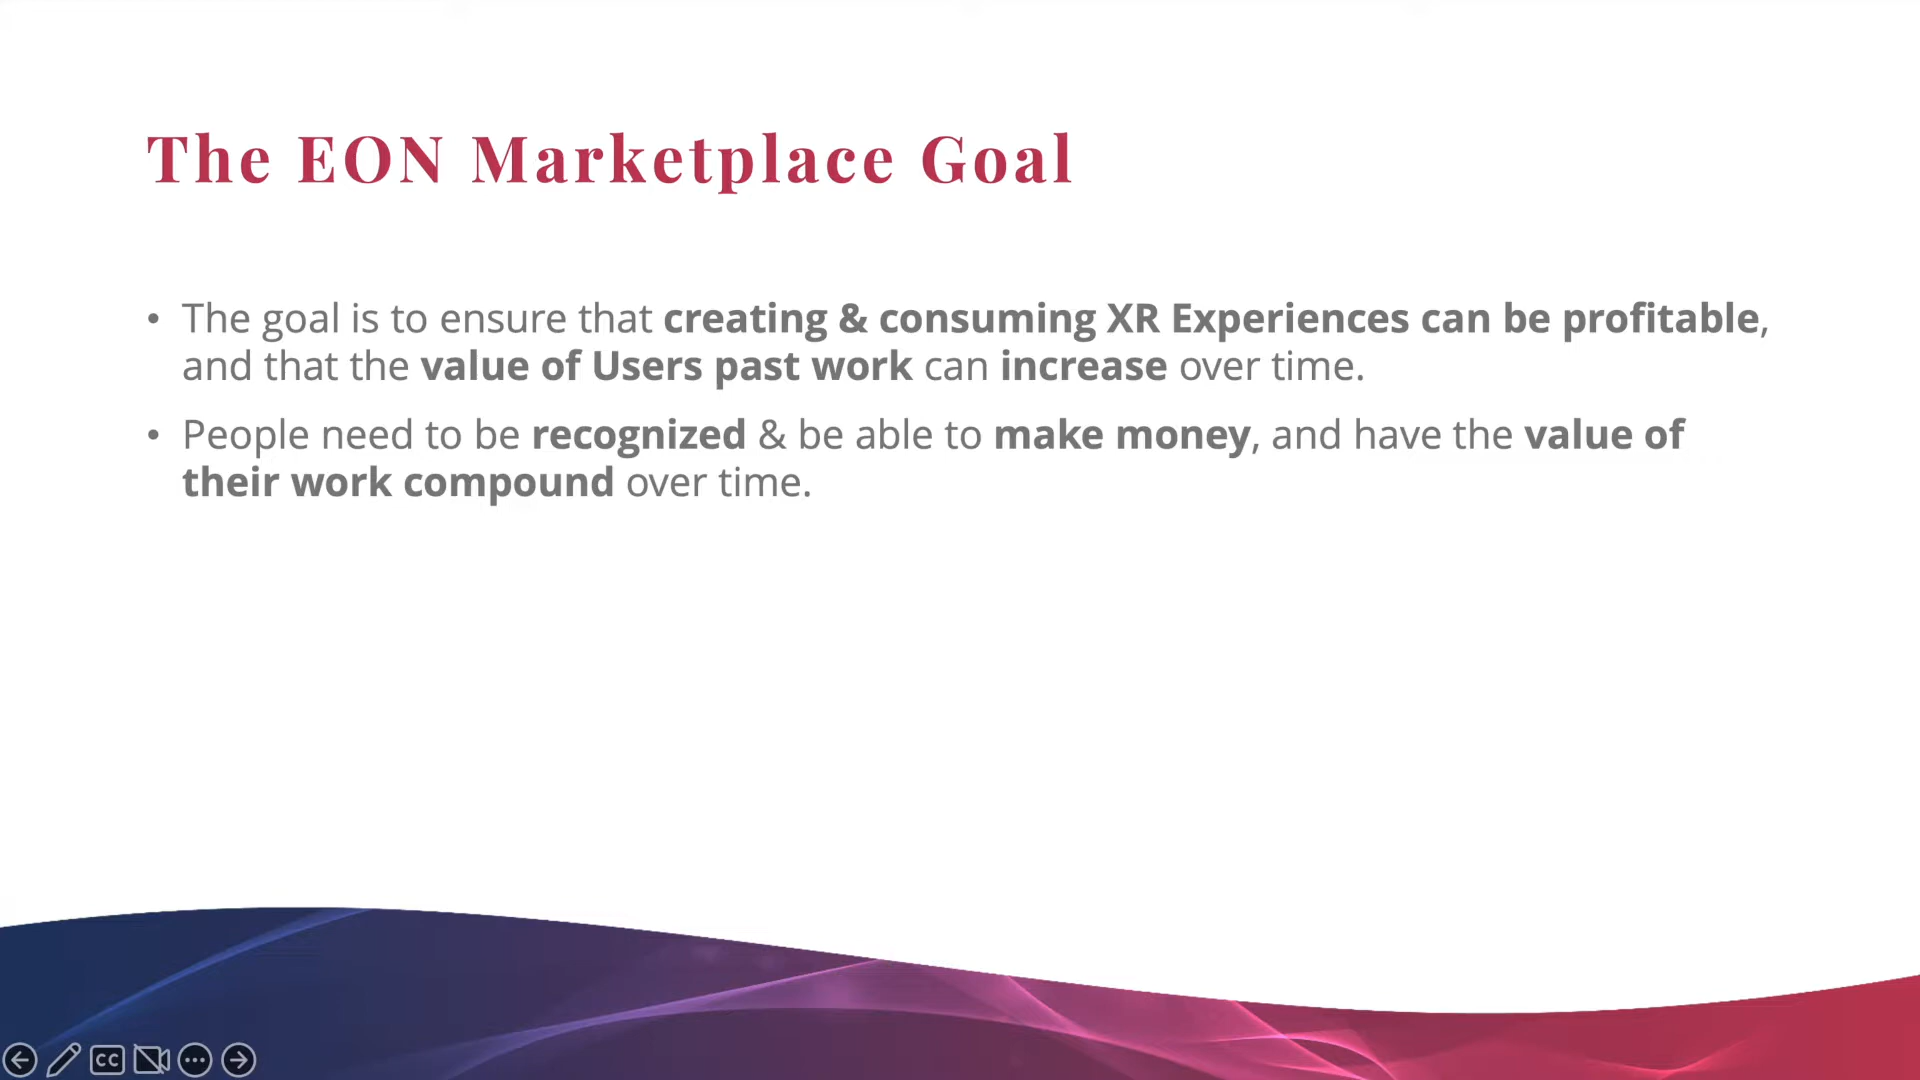 The EON Marketplace Goal
• The goal is to ensure that creating & consuming XR Experiences can be profitable,
and that the value of Users past work can increase over time.
• People need to be recognized & be able to make money, and have the value of
their work compound over time.
CC